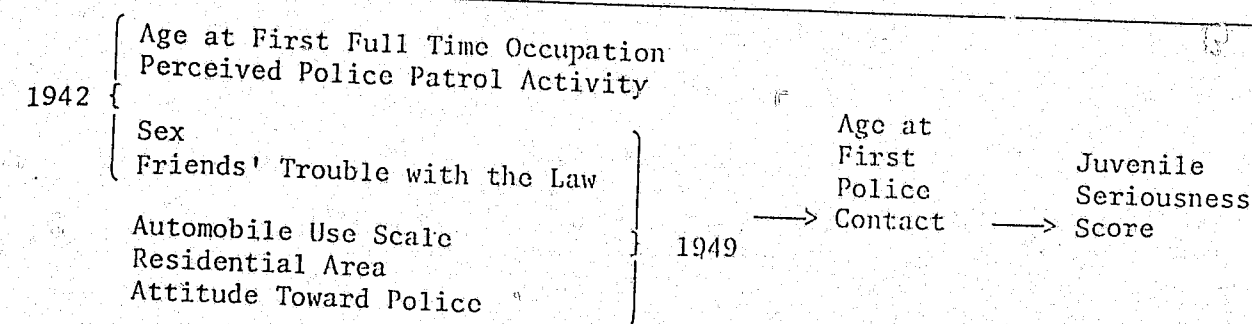 Age at First Full Time Occupation
Perceived Police Patrol Activity
1942 {
Sex
Friends' Trouble with the Law
Automobile Use Scale
Residential Area
Attitude Toward Police
} 1949
Age at
First
Police
⟶ Contact
⟶
Juvenile
Seriousness
Score